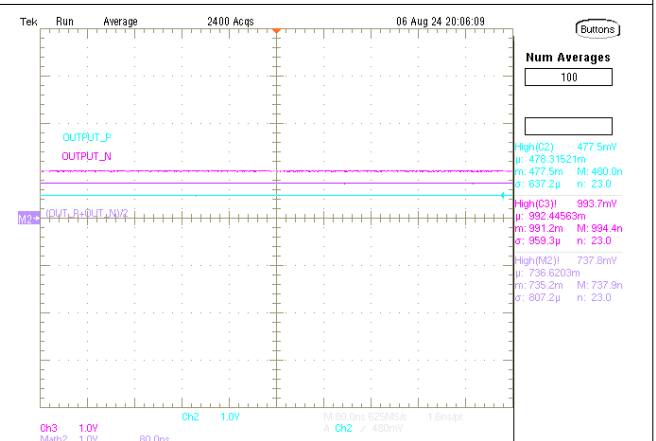 Tek Run Average 2400 Acqs 06 Aug 24 20:06:09
Buttons
Num Averages
100
OUTPUT_P
OUTPUT_N
(OUT_P+OUT_N)/2
M2
High(C2) 477.5mV
µ: 478.31521m
m: 477.5m M: 480.0m
σ: 637.2µ n: 23.0
High(C3)! 993.7mV
µ: 992.44563m
m: 991.2m M: 994.4m
σ: 959.3µ n: 23.0
High(M2)! 737.8mV
µ: 736.6203m
m: 735.2m M: 737.9m
σ: 807.2µ n: 23.0
Ch2 1.0V M 80.0ns 625MS/s 1.6ns/pt
Ch3 1.0V A Ch2 / 480mV
Math2 1.0V 80.0ns